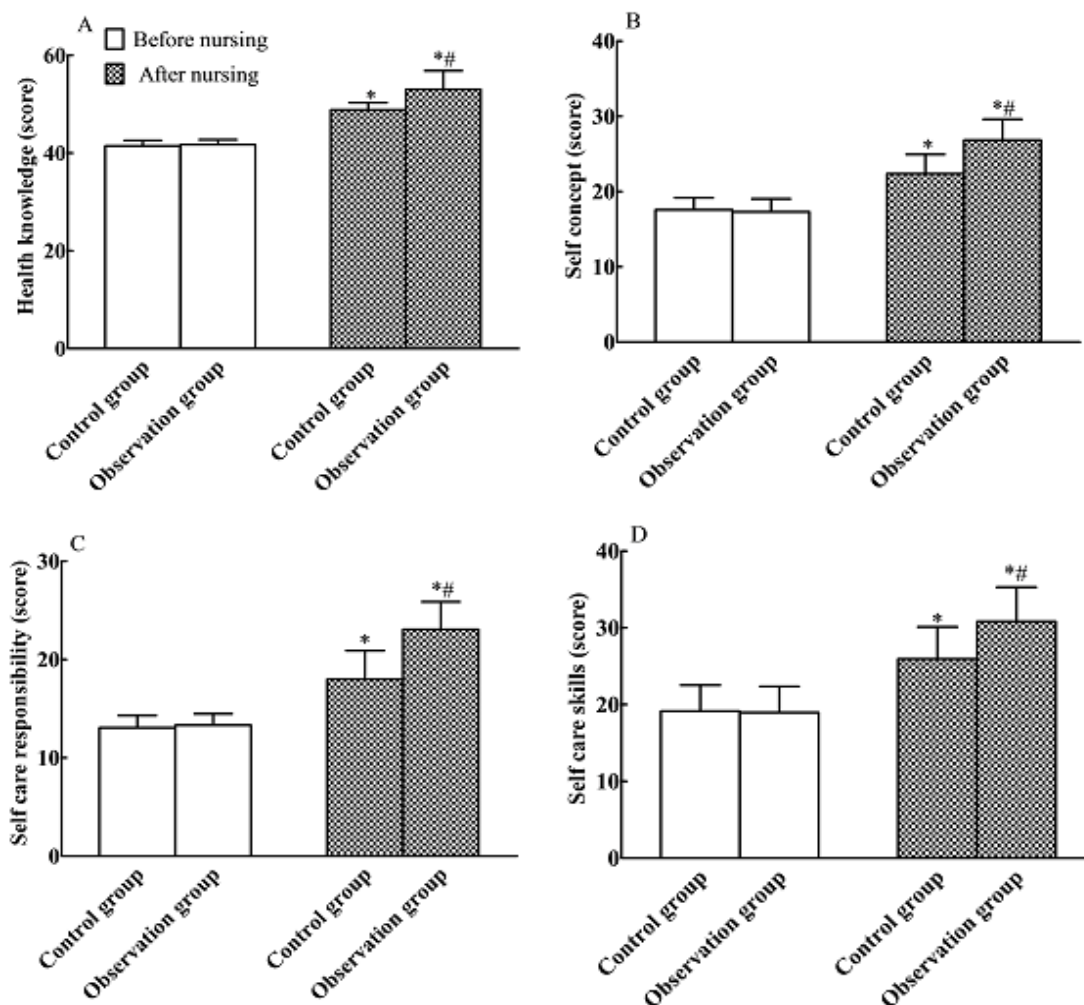 A
Before nursing
After nursing
Health knowledge (score)
60
40
20
0
*
*#
Control group
Observation group
Control group
Observation group
B
Self concept (score)
40
30
20
10
0
*
*#
Control group
Observation group
Control group
Observation group
C
Self care responsibility (score)
30
20
10
0
*
*#
Control group
Observation group
Control group
Observation group
D
Self care skills (score)
40
30
20
10
0
*
*#
Control group
Observation group
Control group
Observation group